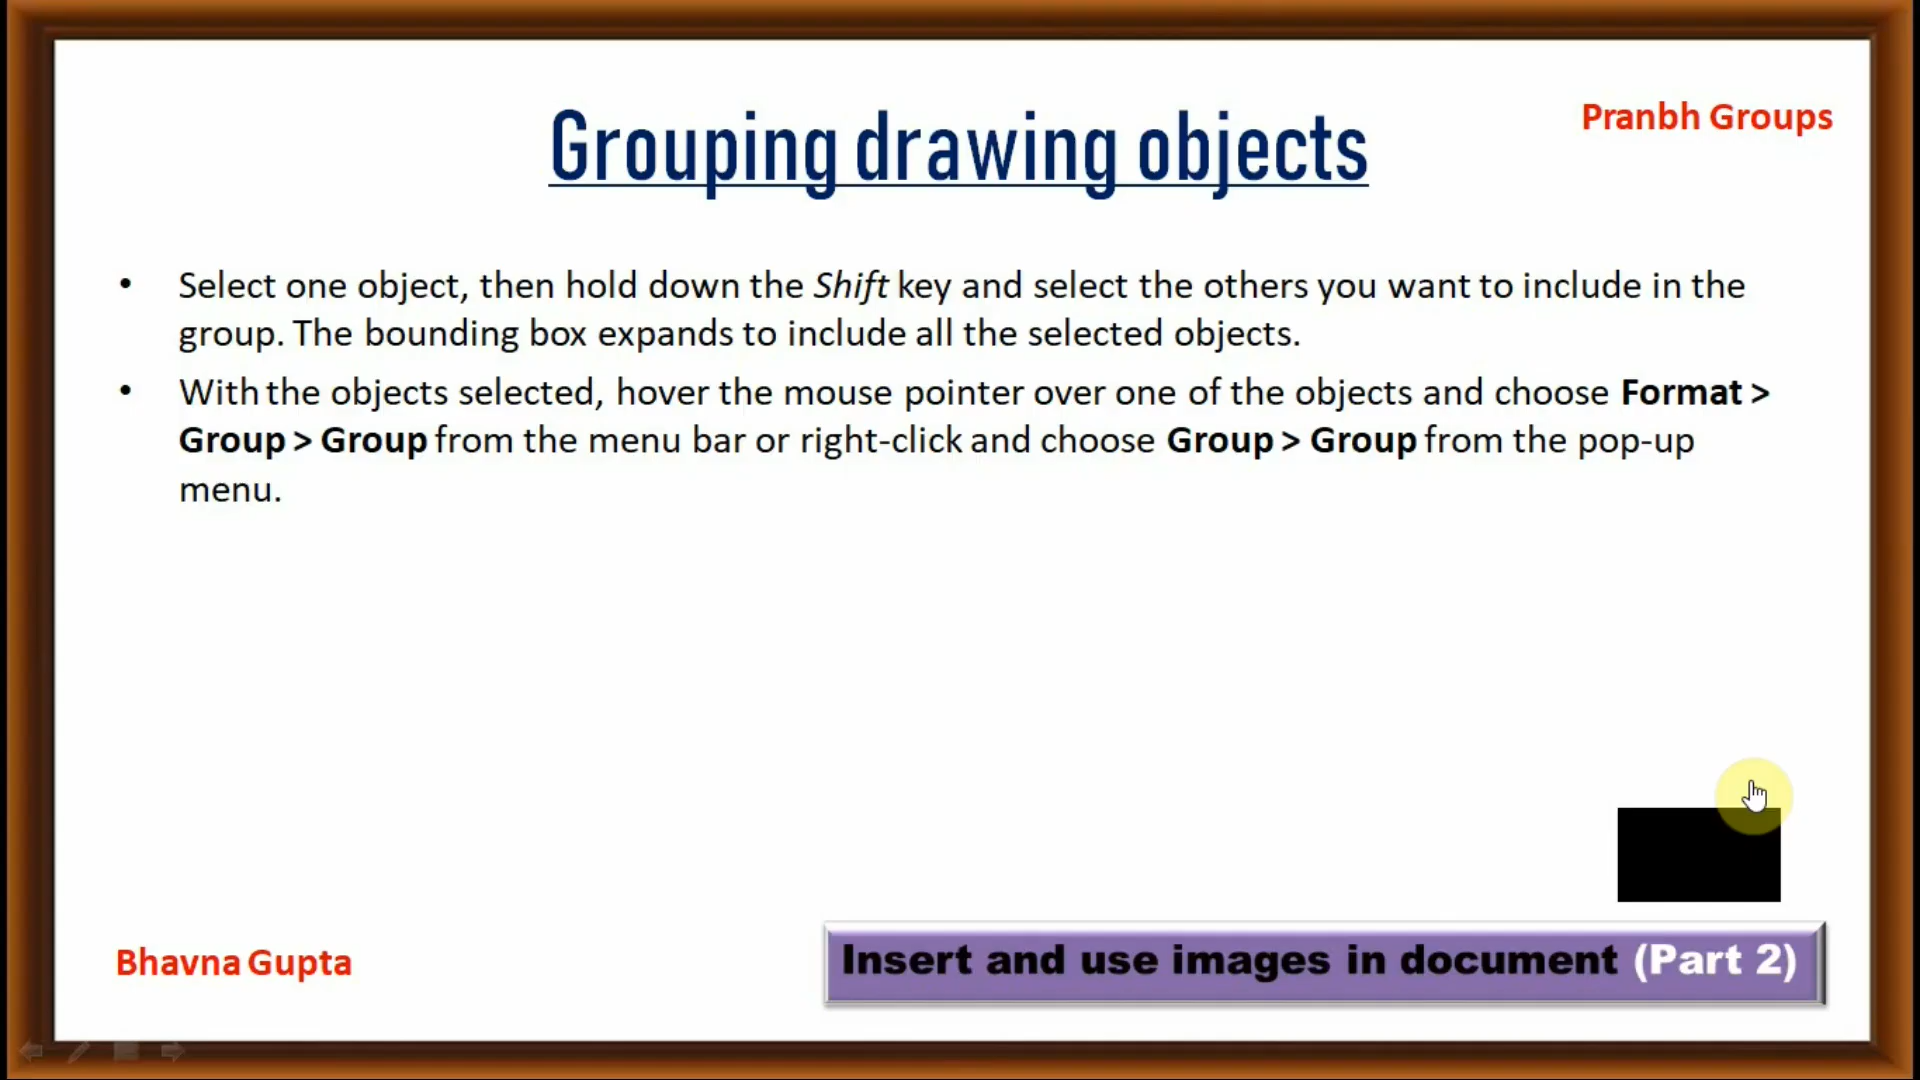 Pranbh Groups
Grouping drawing objects
• Select one object, then hold down the Shift key and select the others you want to include in the
group. The bounding box expands to include all the selected objects.
• With the objects selected, hover the mouse pointer over one of the objects and choose Format >
Group > Group from the menu bar or right-click and choose Group > Group from the pop-up
menu.
Bhavna Gupta
Insert and use images in document (Part 2)